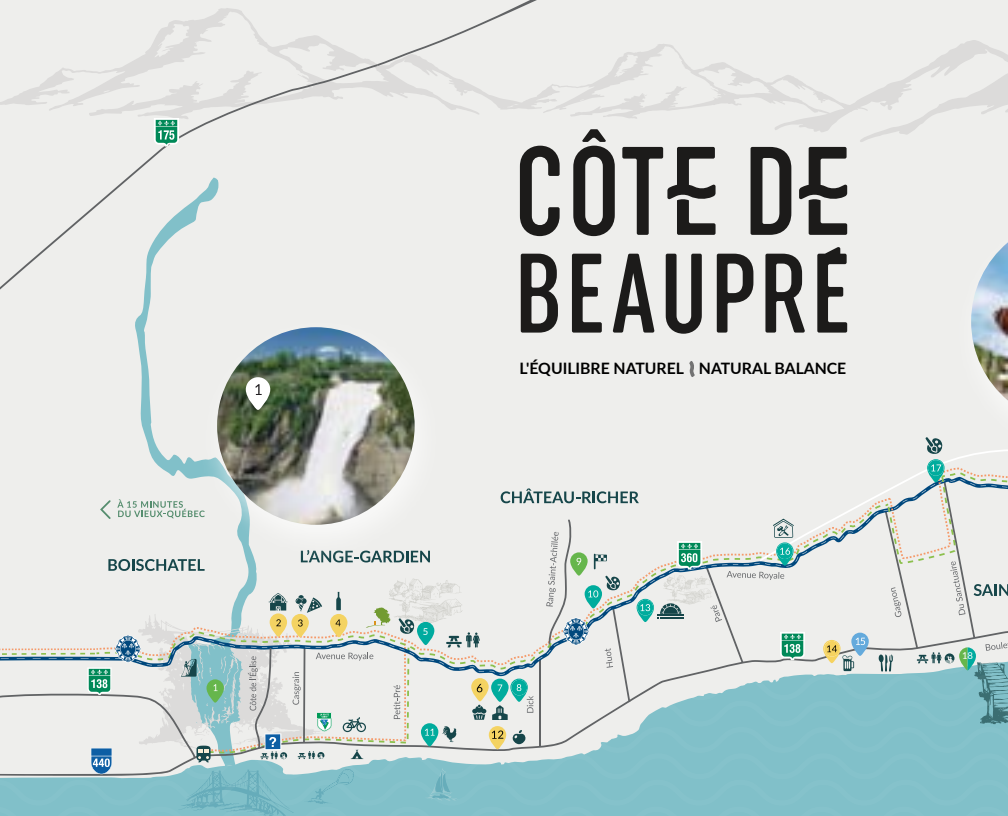 175
CÔTE DE
BEAUPRÉ
L'ÉQUILIBRE NATUREL NATURAL BALANCE
1
17
À 15 MINUTES
DU VIEUX-QUÉBEC
CHÂTEAU-RICHER
BOISCHATEL
L'ANGE-GARDIEN
Rang Saint-Achillée
9
360
16
Avenue Royale
10
13
Paré
Gagnon
Du Sanctuaire
SAIN
2
3
4
5
Avenue Royale
Huot
138
14
15
18
Boule
138
1
Côte de l'Église
Casgrain
Petit-Pré
6
7
8
Dick
11
12
?
440